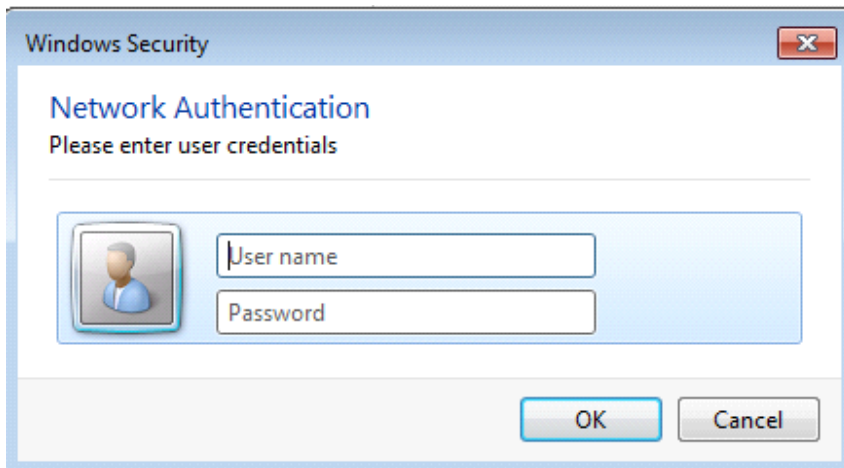 Windows Security
Network Authentication
Please enter user credentials
User name
Password
OK Cancel